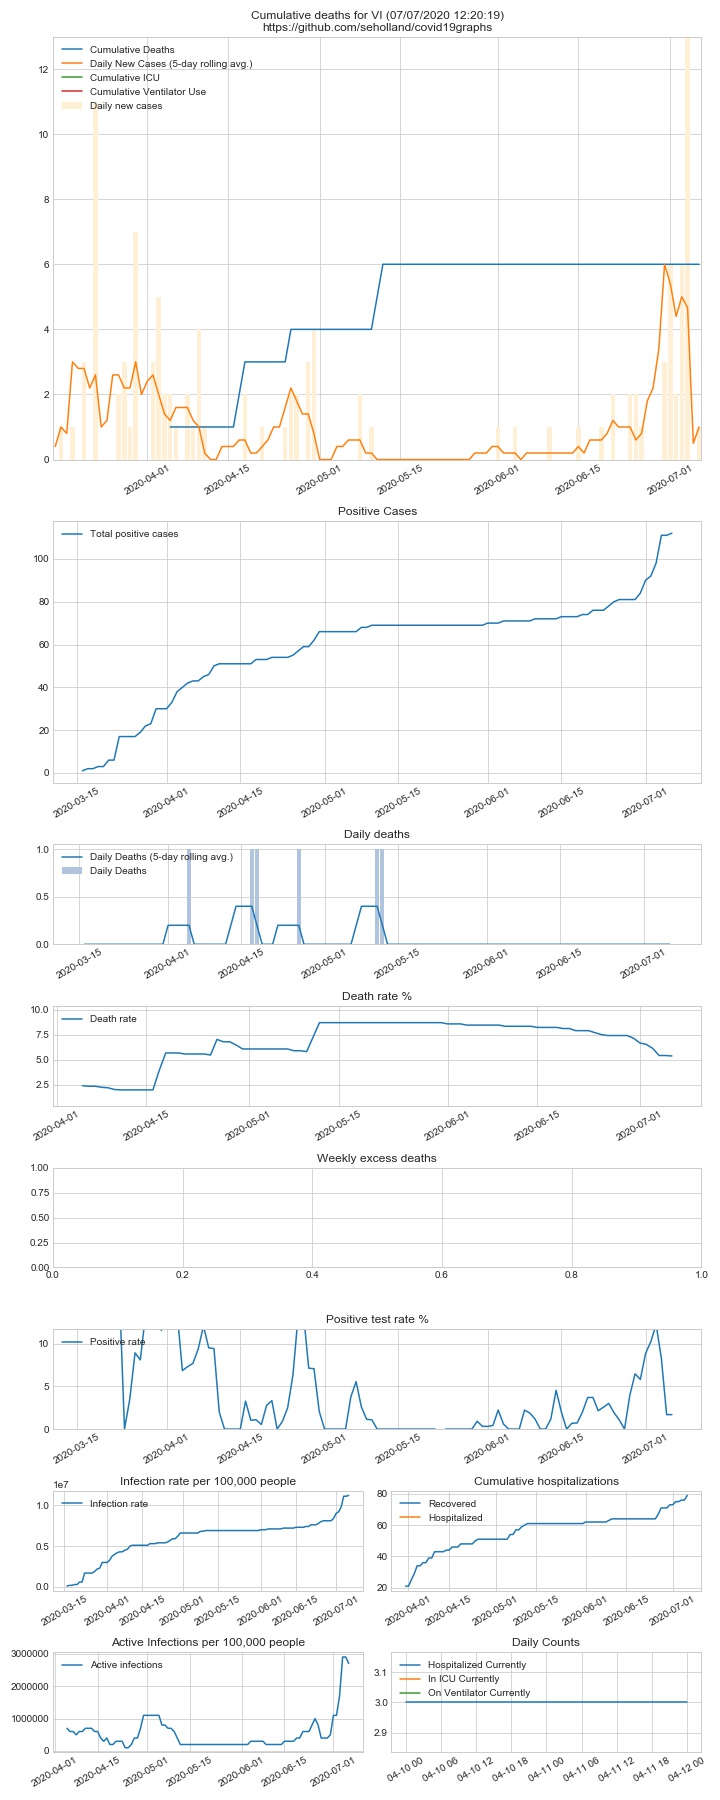 Cumulative deaths for VI (07/07/2020 12:20:19)
https://github.com/seholland/covid19graphs
Cumulative Deaths
Daily New Cases (5-day rolling avg.)
Cumulative ICU
Cumulative Ventilator Use
Daily new cases
12
10
8
6
4
2
0
2020-04-01 2020-04-15 2020-05-01 2020-05-15 2020-06-01 2020-06-15 2020-07-01
Positive Cases
Total positive cases
100
80
60
40
20
0
2020-03-15 2020-04-01 2020-04-15 2020-05-01 2020-05-15 2020-06-01 2020-06-15 2020-07-01
Daily deaths
Daily Deaths (5-day rolling avg.)
Daily Deaths
1.0
0.5
0.0
2020-03-15 2020-04-01 2020-04-15 2020-05-01 2020-05-15 2020-06-01 2020-06-15 2020-07-01
Death rate %
Death rate
10.0
7.5
5.0
2.5
2020-04-01 2020-04-15 2020-05-01 2020-05-15 2020-06-01 2020-06-15 2020-07-01
Weekly excess deaths
1.00
0.75
0.50
0.25
0.00
0.0 0.2 0.4 0.6 0.8 1.0
Positive test rate %
Positive rate
10
5
0
2020-03-15 2020-04-01 2020-04-15 2020-05-01 2020-05-15 2020-06-01 2020-06-15 2020-07-01
Infection rate per 100,000 people
1e7
Infection rate
1.0
0.5
0.0
2020-03-15 2020-04-01 2020-04-15 2020-05-01 2020-05-15 2020-06-01 2020-06-15 2020-07-01
Cumulative hospitalizations
Recovered
Hospitalized
80
60
40
20
2020-04-01 2020-04-15 2020-05-01 2020-05-15 2020-06-01 2020-06-15 2020-07-01
Active Infections per 100,000 people
Active infections
3000000
2000000
1000000
0
2020-04-01 2020-04-15 2020-05-01 2020-05-15 2020-06-01 2020-06-15 2020-07-01
Daily Counts
Hospitalized Currently
In ICU Currently
On Ventilator Currently
3.1
3.0
2.9
04-10 00 04-10 06 04-10 12 04-10 18 04-11 00 04-11 06 04-11 12 04-11 18 04-12 00